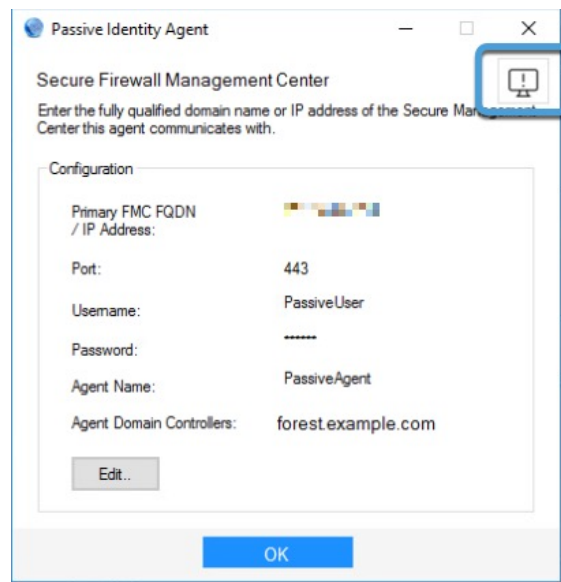 Passive Identity Agent
Secure Firewall Management Center
Enter the fully qualified domain name or IP address of the Secure Management
Center this agent communicates with.
Configuration
Primary FMC FQDN
/ IP Address:
Port: 443
Username: PassiveUser
Password: ••••••
Agent Name: PassiveAgent
Agent Domain Controllers: forest.example.com
Edit..
OK